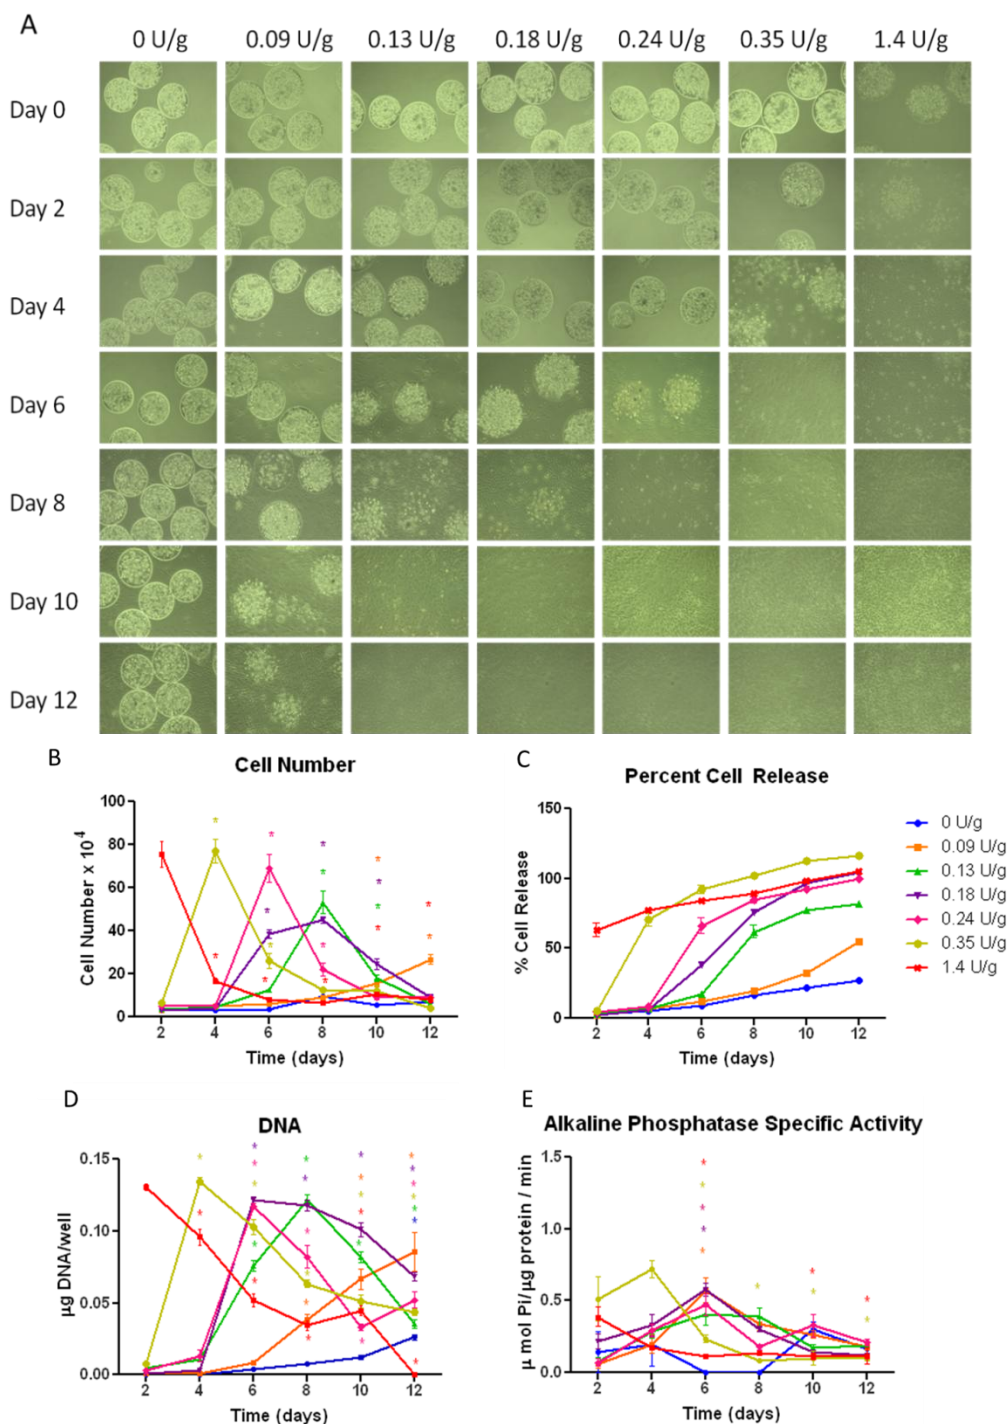 A
0 U/g 0.09 U/g 0.13 U/g 0.18 U/g 0.24 U/g 0.35 U/g 1.4 U/g
Day 0
Day 2
Day 4
Day 6
Day 8
Day 10
Day 12
B
Cell Number
Cell Number x 10⁴
100
80
60
40
20
0
2 4 6 8 10 12
Time (days)
* * * * * * * * * * * * * * * * *
C
Percent Cell Release
% Cell Release
150
100
50
0
2 4 6 8 10 12
Time (days)
0 U/g
0.09 U/g
0.13 U/g
0.18 U/g
0.24 U/g
0.35 U/g
1.4 U/g
D
DNA
µg DNA/well
0.15
0.10
0.05
0.00
2 4 6 8 10 12
Time (days)
E
Alkaline Phosphatase Specific Activity
µ mol Pi/µg protein / min
1.5
1.0
0.5
0.0
2 4 6 8 10 12
Time (days)